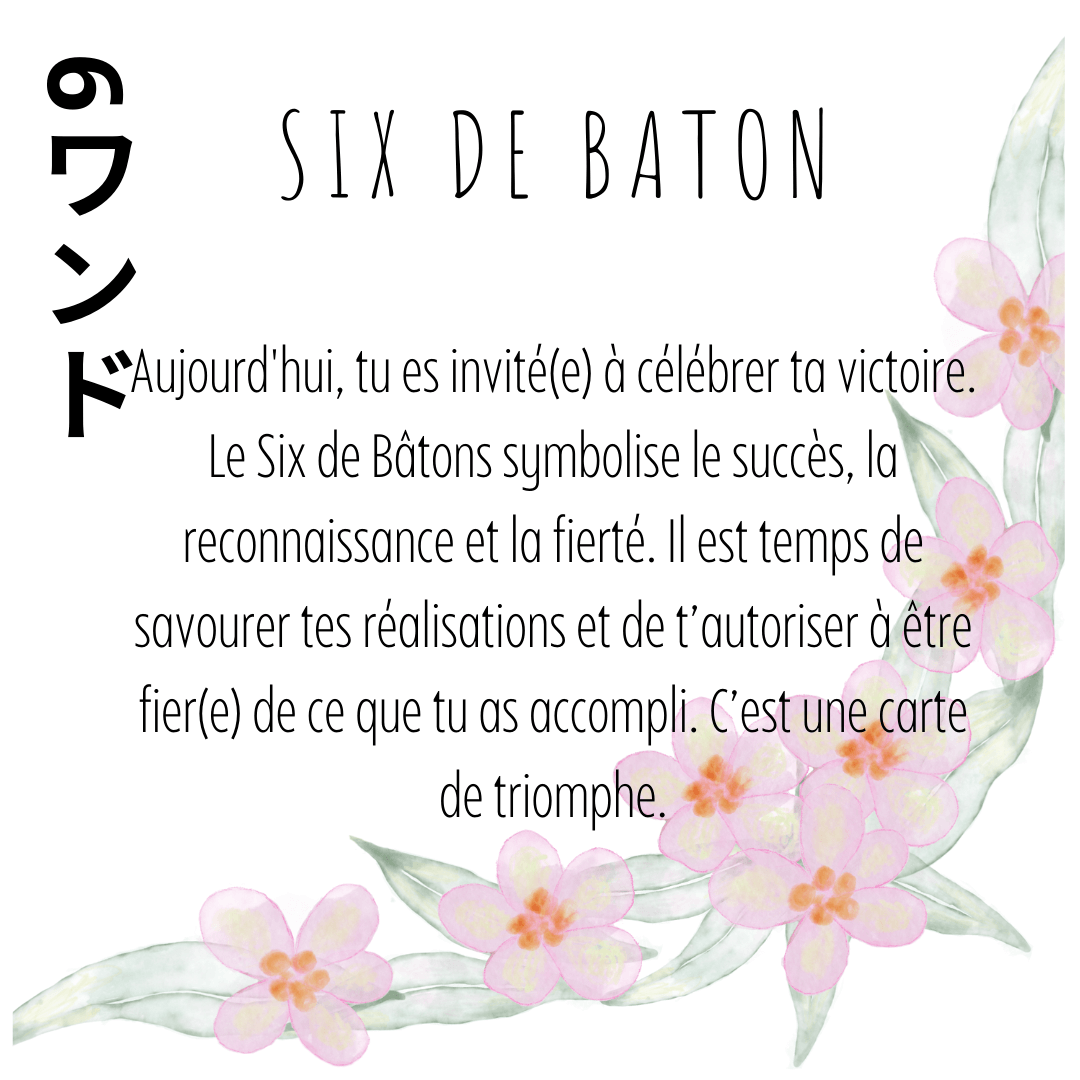 6ワンド
SIX DE BATON
Aujourd'hui, tu es invité(e) à célébrer ta victoire.
Le Six de Bâtons symbolise le succès, la
reconnaissance et la fierté. Il est temps de
savourer tes réalisations et de t’autoriser à être
fier(e) de ce que tu as accompli. C’est une carte
de triomphe.